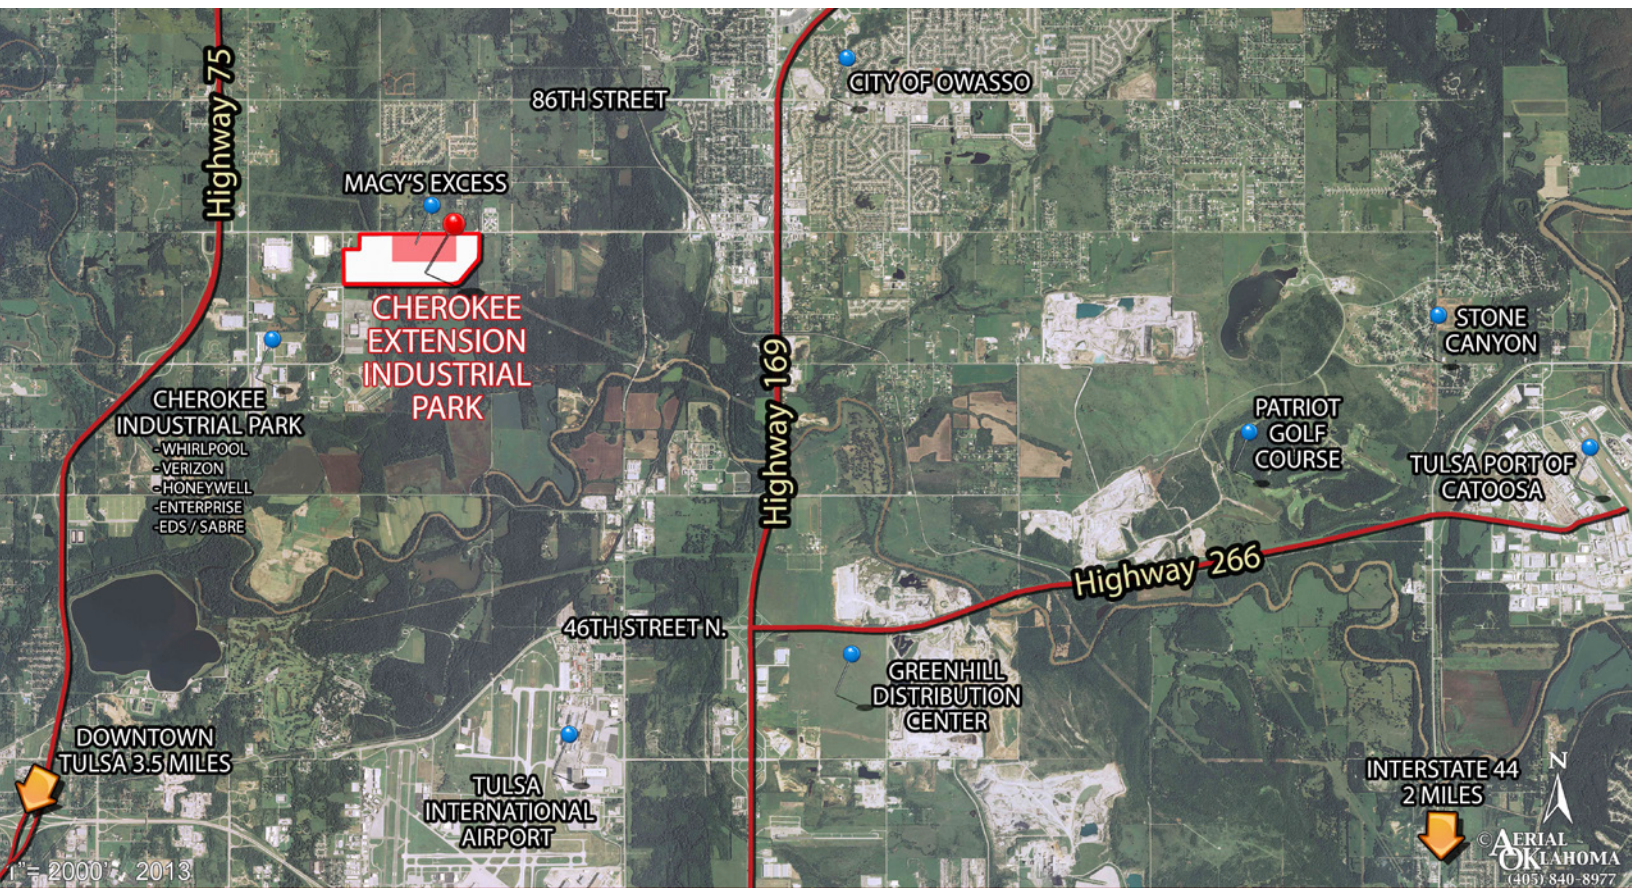 Highway 75
86TH STREET
CITY OF OWASSO
MACY'S EXCESS
CHEROKEE
EXTENSION
INDUSTRIAL
PARK
CHEROKEE
INDUSTRIAL PARK
- WHIRLPOOL
- VERIZON
- HONEYWELL
-ENTERPRISE
-EDS / SABRE
Highway 169
STONE
CANYON
PATRIOT
GOLF
COURSE
TULSA PORT OF
CATOOSA
Highway 266
46TH STREET N.
GREENHILL
DISTRIBUTION
CENTER
DOWNTOWN
TULSA 3.5 MILES
TULSA
INTERNATIONAL
AIRPORT
INTERSTATE 44
2 MILES
N
1"= 2000' - 2013
© AERIAL
OKLAHOMA
(405) 840-8977